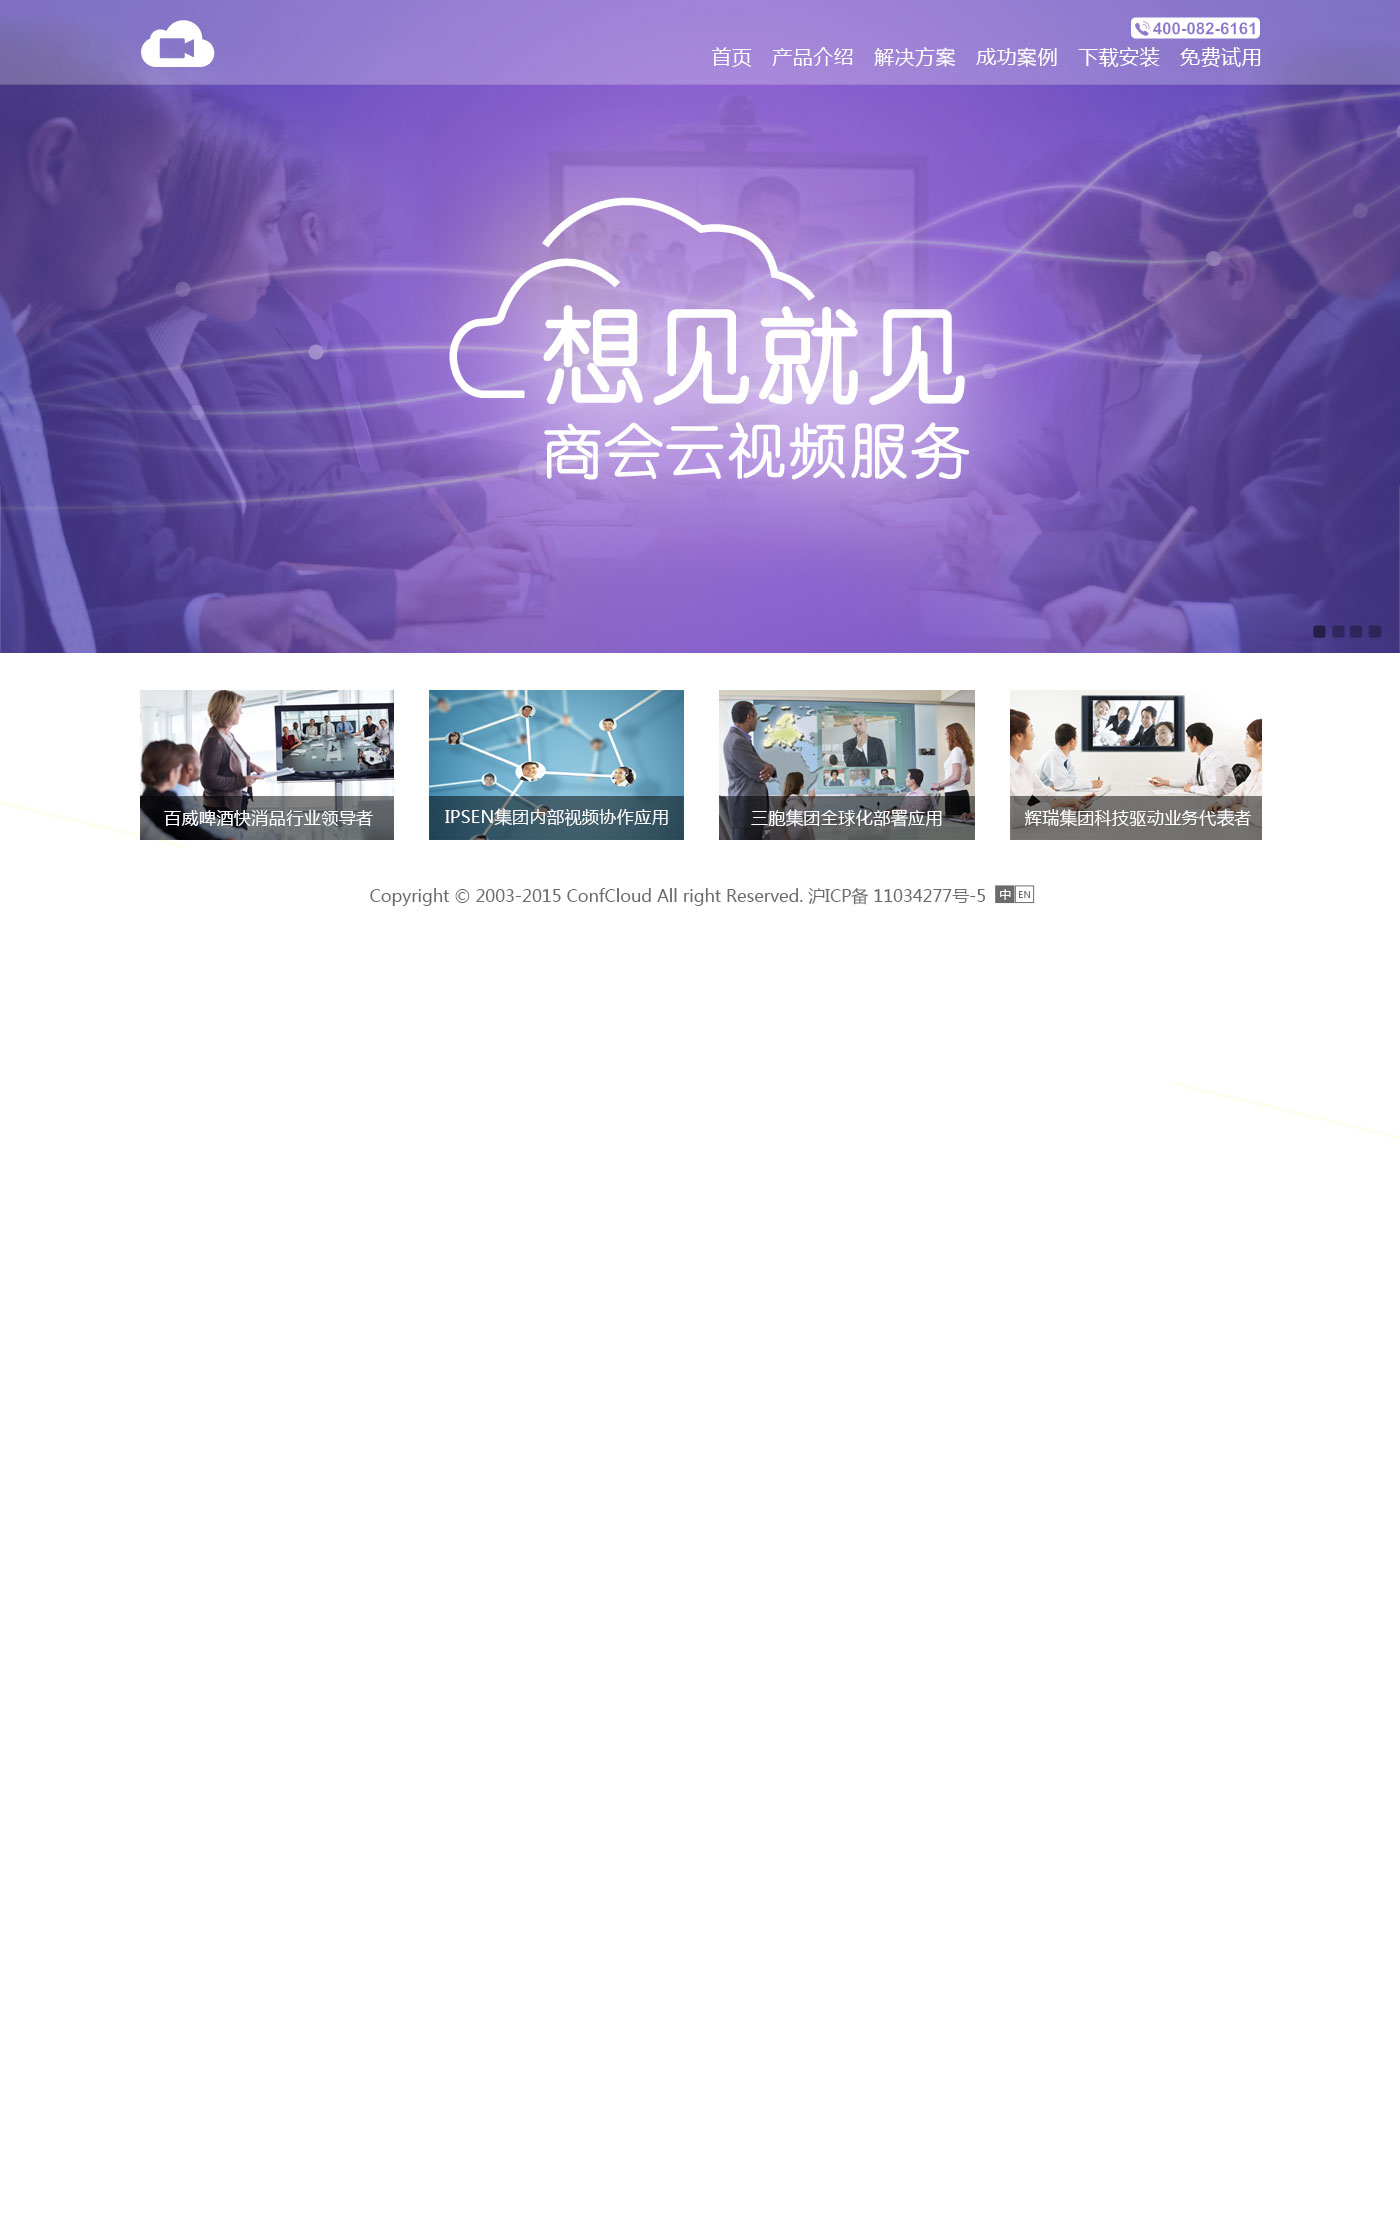 400-082-6161
首页 产品介绍 解决方案 成功案例 下载安装 免费试用
想见就见
商会云视频服务
百威啤酒快消品行业领导者
IPSEN集团内部视频协作应用
三胞集团全球化部署应用
辉瑞集团科技驱动业务代表者
Copyright © 2003-2015 ConfCloud All right Reserved. 沪ICP备 11034277号-5 中 EN